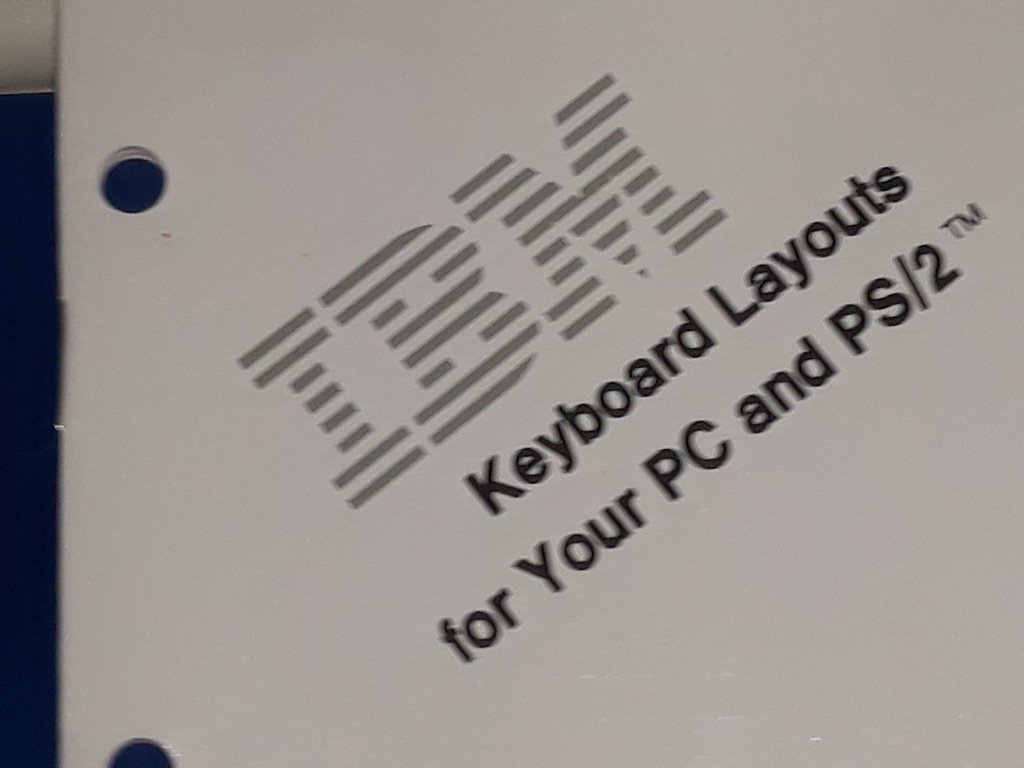 IBM
Keyboard Layouts
for Your PC and PS/2™